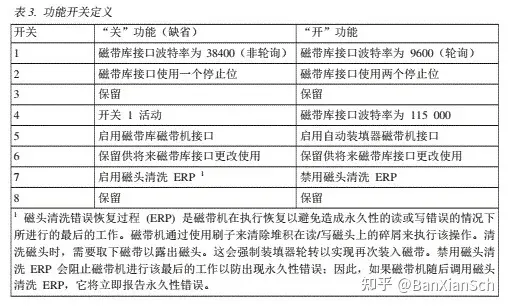 表 3. 功能开关定义
开关 “关”功能（缺省） “开”功能
1 磁带库接口波特率为 38400（非轮询） 磁带库接口波特率为 9600（轮询）
2 磁带库接口使用一个停止位 磁带库接口使用两个停止位
3 保留 保留
4 开关 1 活动 磁带库接口波特率为 115 000
5 启用磁带库磁带机接口 启用自动装填器磁带机接口
6 保留供将来磁带库接口更改使用 保留供将来磁带库接口更改使用
7 启用磁头清洗 ERP 1 禁用磁头清洗 ERP
8 保留 保留
1 磁头清洗错误恢复过程 (ERP) 是磁带机在执行恢复以避免造成永久性的读或写错误的情况下
所进行的最后的工作。磁带机通过使用刷子来清除堆积在读/写磁头上的碎屑来执行该操作。清
洗磁头时，需要取下磁带以露出磁头。这会强制装填器轮转以实现再次装入磁带。禁用磁头清
洗 ERP 会阻止磁带机进行该最后的工作以防出现永久性错误；因此，如果磁带机随后调用磁头
清洗 ERP，它将立即报告永久性错误。
知乎 @BanXianSch